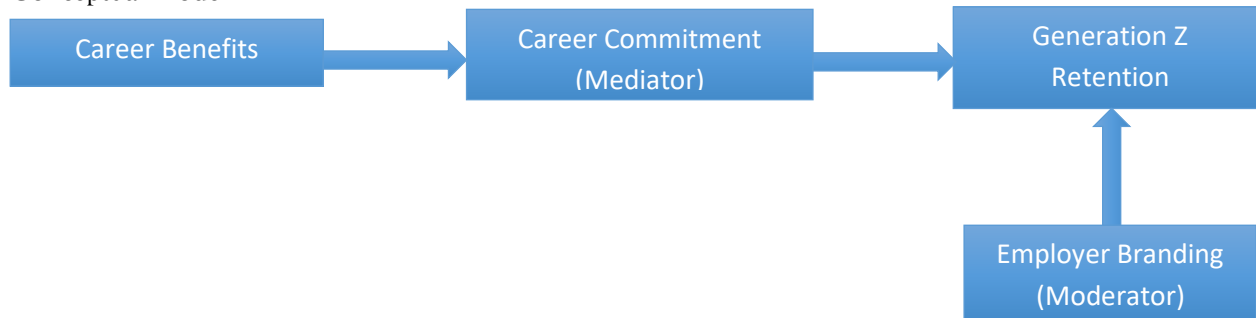 Career Benefits
Career Commitment
(Mediator)
Generation Z
Retention
Employer Branding
(Moderator)